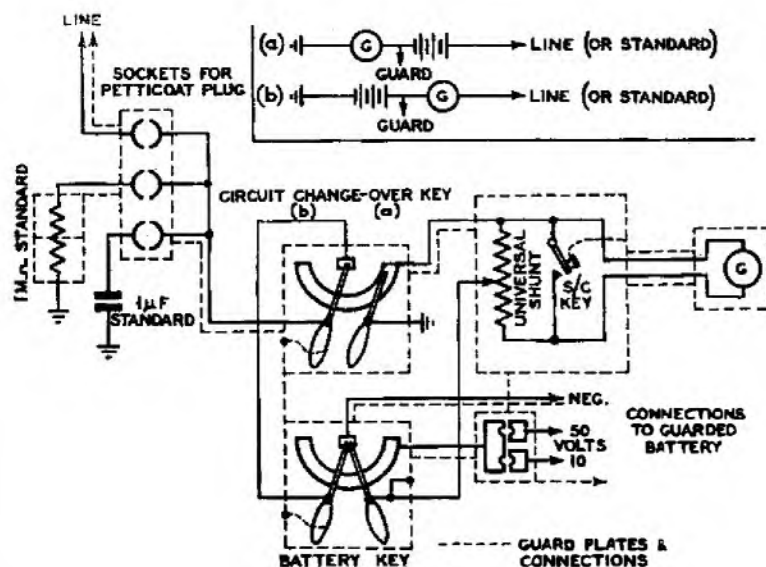 LINE
SOCKETS FOR
PETTICOAT PLUG
(a)
G
GUARD
LINE (OR STANDARD)
(b)
G
GUARD
LINE (OR STANDARD)
1MΩ STANDARD
1μF
STANDARD
CIRCUIT CHANGE-OVER KEY
(b) (a)
UNIVERSAL
SHUNT
S/C
KEY
G
NEG.
50
VOLTS
10
CONNECTIONS
TO GUARDED
BATTERY
BATTERY KEY
GUARD PLATES &
CONNECTIONS